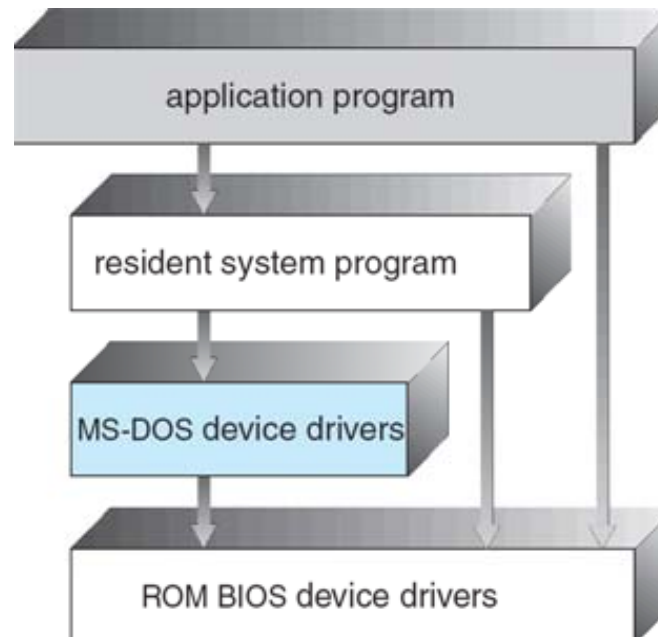 application program
resident system program
MS-DOS device drivers
ROM BIOS device drivers